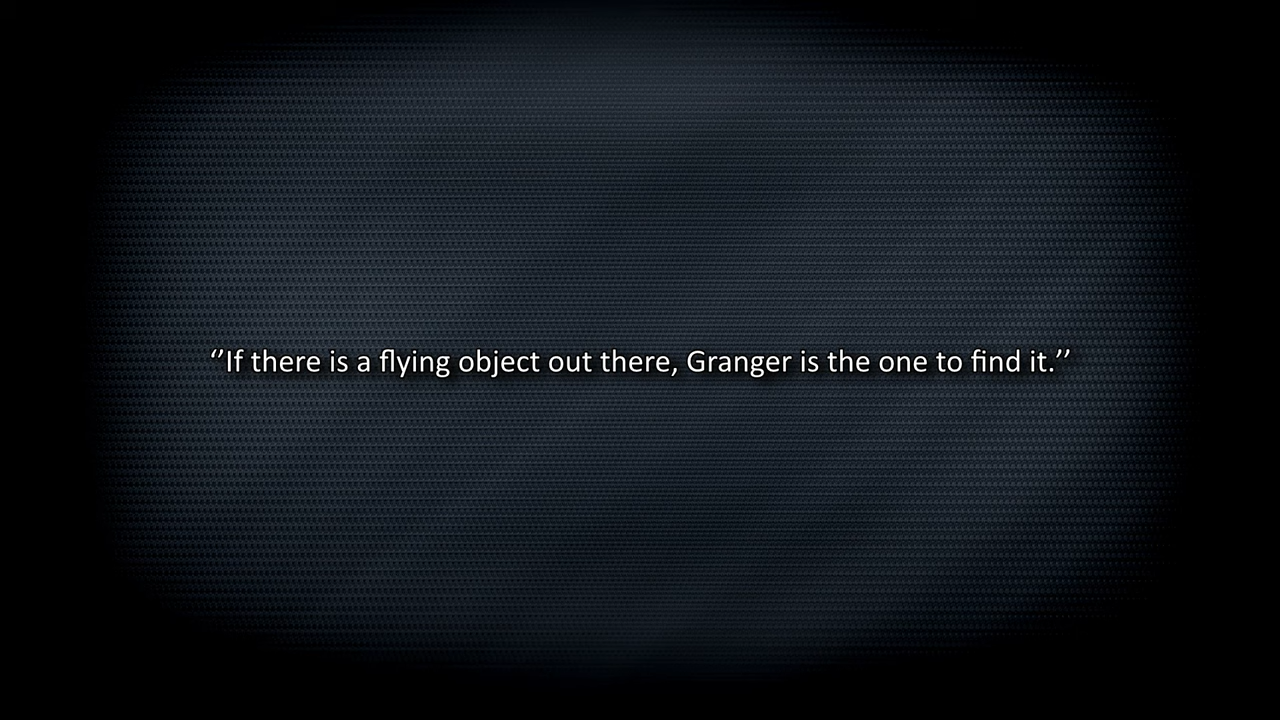 ‘’If there is a flying object out there, Granger is the one to find it.’’